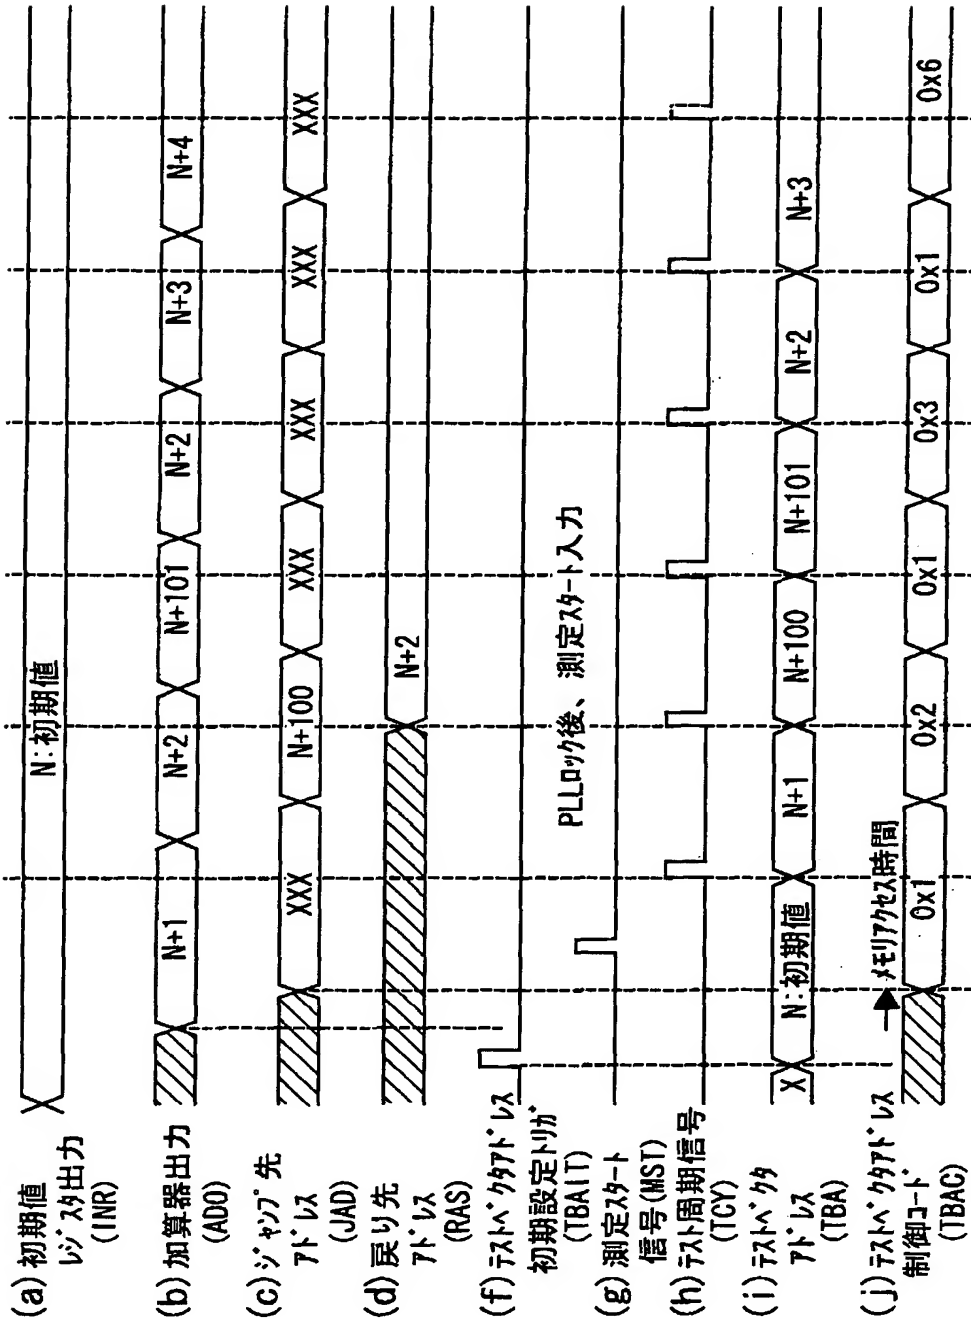 (a) 初期値
レジスタ出力
(INR)
N:初期値
(b) 加算器出力
(ADO)
N+1
N+2
N+101
N+2
N+3
N+4
(c) ジャンプ先
アドレス
(JAD)
XXX
N+100
XXX
XXX
XXX
XXX
(d) 戻り先
アドレス
(RAS)
N+2
(f) テストベクタアドレス
初期設定トリガ
(TBAIT)
(g) 測定スタート
信号(MST)
PLLロック後、測定スタート入力
(h) テスト周期信号
(TCY)
(i) テストベクタ
アドレス
(TBA)
X
N:初期値
N+1
N+100
N+101
N+2
N+3
(j) テストベクタアドレス
制御コード
(TBAC)
メモリアクセス時間
0x1
0x2
0x1
0x3
0x1
0x6